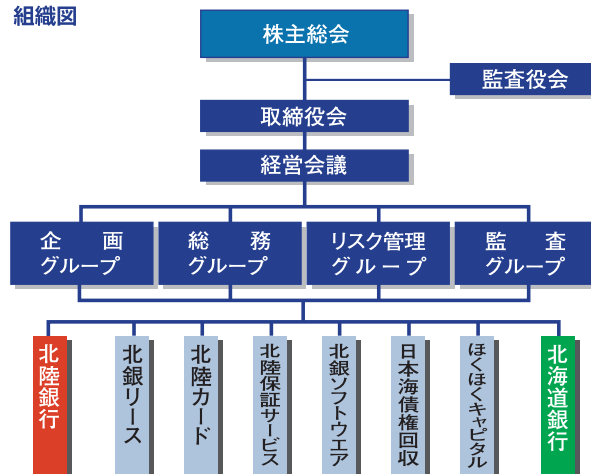 組織図
株主総会
監査役会
取締役会
経営会議
企画
グループ
総務
グループ
リスク管理
グループ
監査
グループ
北陸銀行
北銀リース
北陸カード
北陸保証サービス
北銀ソフトウエア
日本海債権回収
ほくほくキャピタル
北海道銀行